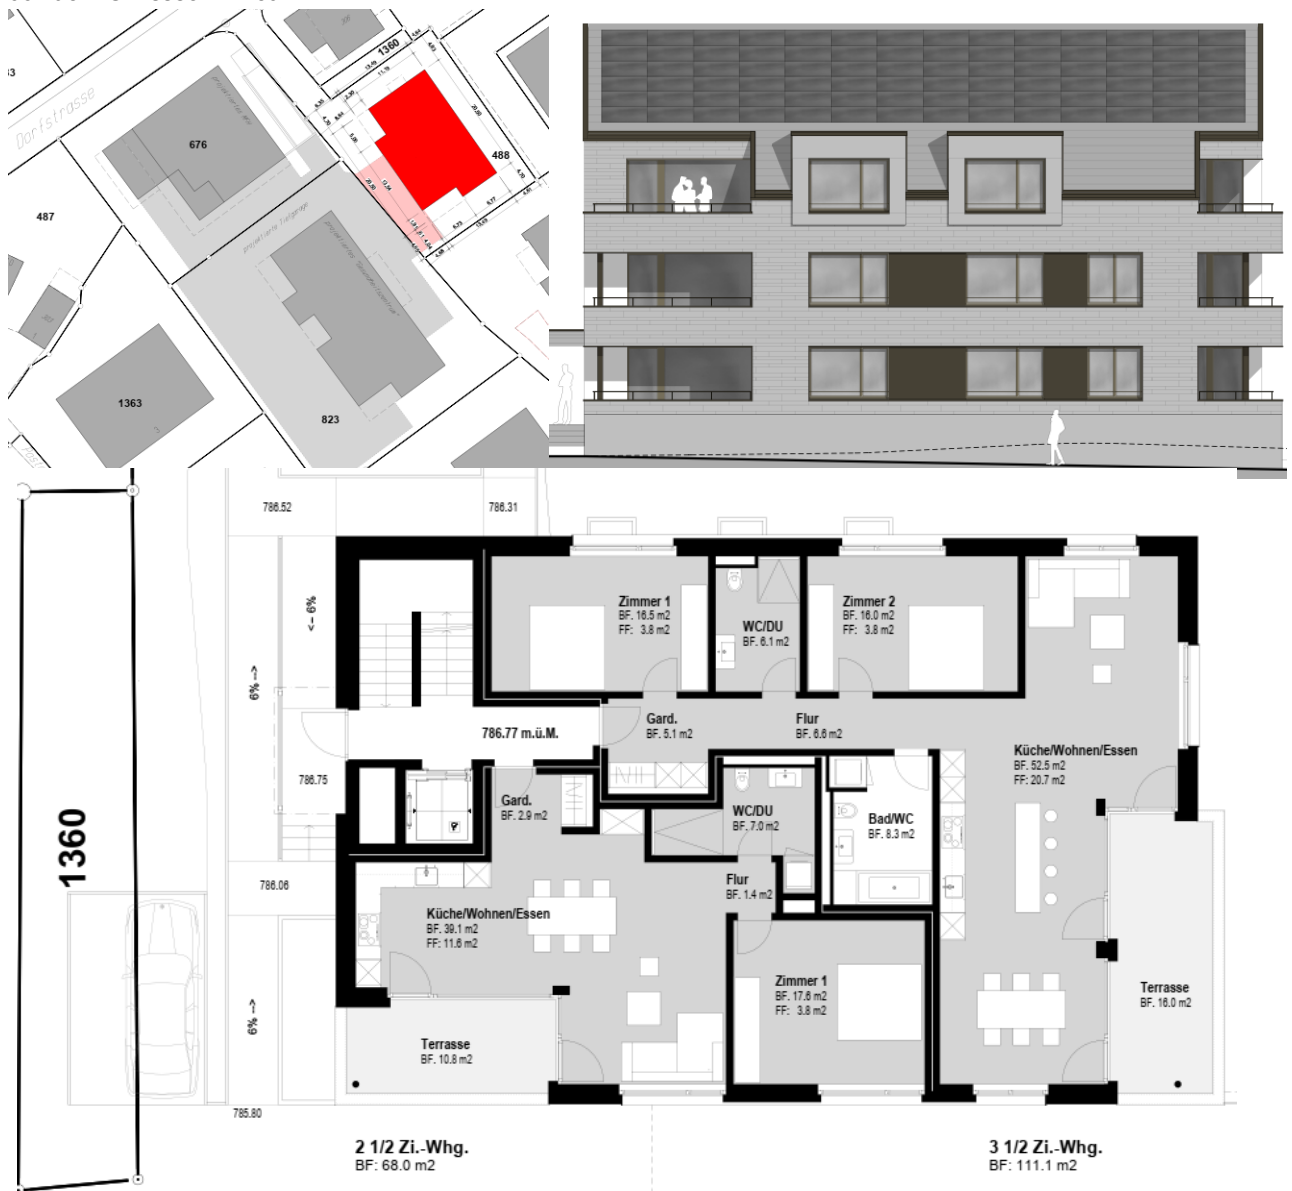 Dorfstrasse
676
487
1363
823
488
1360
projektierte Tiefgarage
786.52
786.31
<-- 6%
6% -->
786.75
786.06
6% -->
785.80
1360
786.77 m.ü.M.
Zimmer 1
BF. 16.5 m2
FF: 3.8 m2
WC/DU
BF. 6.1 m2
Zimmer 2
BF. 16.0 m2
FF: 3.8 m2
Gard.
BF. 5.1 m2
Flur
BF. 6.6 m2
Küche/Wohnen/Essen
BF. 52.5 m2
FF: 20.7 m2
Gard.
BF. 2.9 m2
WC/DU
BF. 7.0 m2
Bad/WC
BF. 8.3 m2
Flur
BF. 1.4 m2
Küche/Wohnen/Essen
BF. 39.1 m2
FF: 11.6 m2
Zimmer 1
BF. 17.6 m2
FF: 3.8 m2
Terrasse
BF. 16.0 m2
Terrasse
BF. 10.8 m2
2 1/2 Zi.-Whg.
BF: 68.0 m2
3 1/2 Zi.-Whg.
BF: 111.1 m2